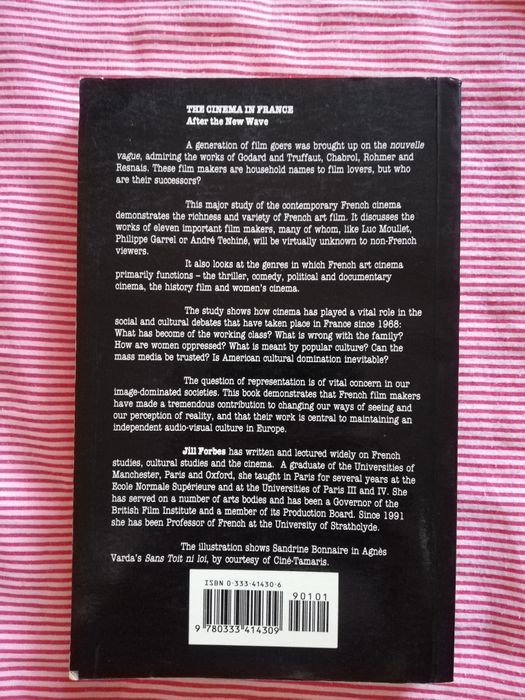 THE CINEMA IN FRANCE
After the New Wave
A generation of film goers was brought up on the nouvelle
vague, admiring the works of Godard and Truffaut, Chabrol, Rohmer and
Resnais. These film makers are household names to film lovers, but who
are their successors?
This major study of the contemporary French cinema
demonstrates the richness and variety of French art film. It discusses the
works of eleven important film makers, many of whom, like Luc Moullet,
Philippe Garrel or André Techiné, will be virtually unknown to non-French
viewers.
It also looks at the genres in which French art cinema
primarily functions – the thriller, comedy, political and documentary
cinema, the history film and women's cinema.
The study shows how cinema has played a vital role in the
social and cultural debates that have taken place in France since 1968:
What has become of the working class? What is wrong with the family?
How are women oppressed? What is meant by popular culture? Can the
mass media be trusted? Is American cultural domination inevitable?
The question of representation is of vital concern in our
image-dominated societies. This book demonstrates that French film makers
have made a tremendous contribution to changing our ways of seeing and
our perception of reality, and that their work is central to maintaining an
independent audio-visual culture in Europe.
Jill Forbes has written and lectured widely on French
studies, cultural studies and the cinema. A graduate of the Universities of
Manchester, Paris and Oxford, she taught in Paris for several years at the
Ecole Normale Supérieure and at the Universities of Paris III and IV. She
has served on a number of arts bodies and has been a Governor of the
British Film Institute and a member of its Production Board. Since 1991
she has been Professor of French at the University of Strathclyde.
The illustration shows Sandrine Bonnaire in Agnès
Varda's Sans Toit ni loi, by courtesy of Ciné-Tamaris.
ISBN 0-333-41430-6
90101
9 780333 414309